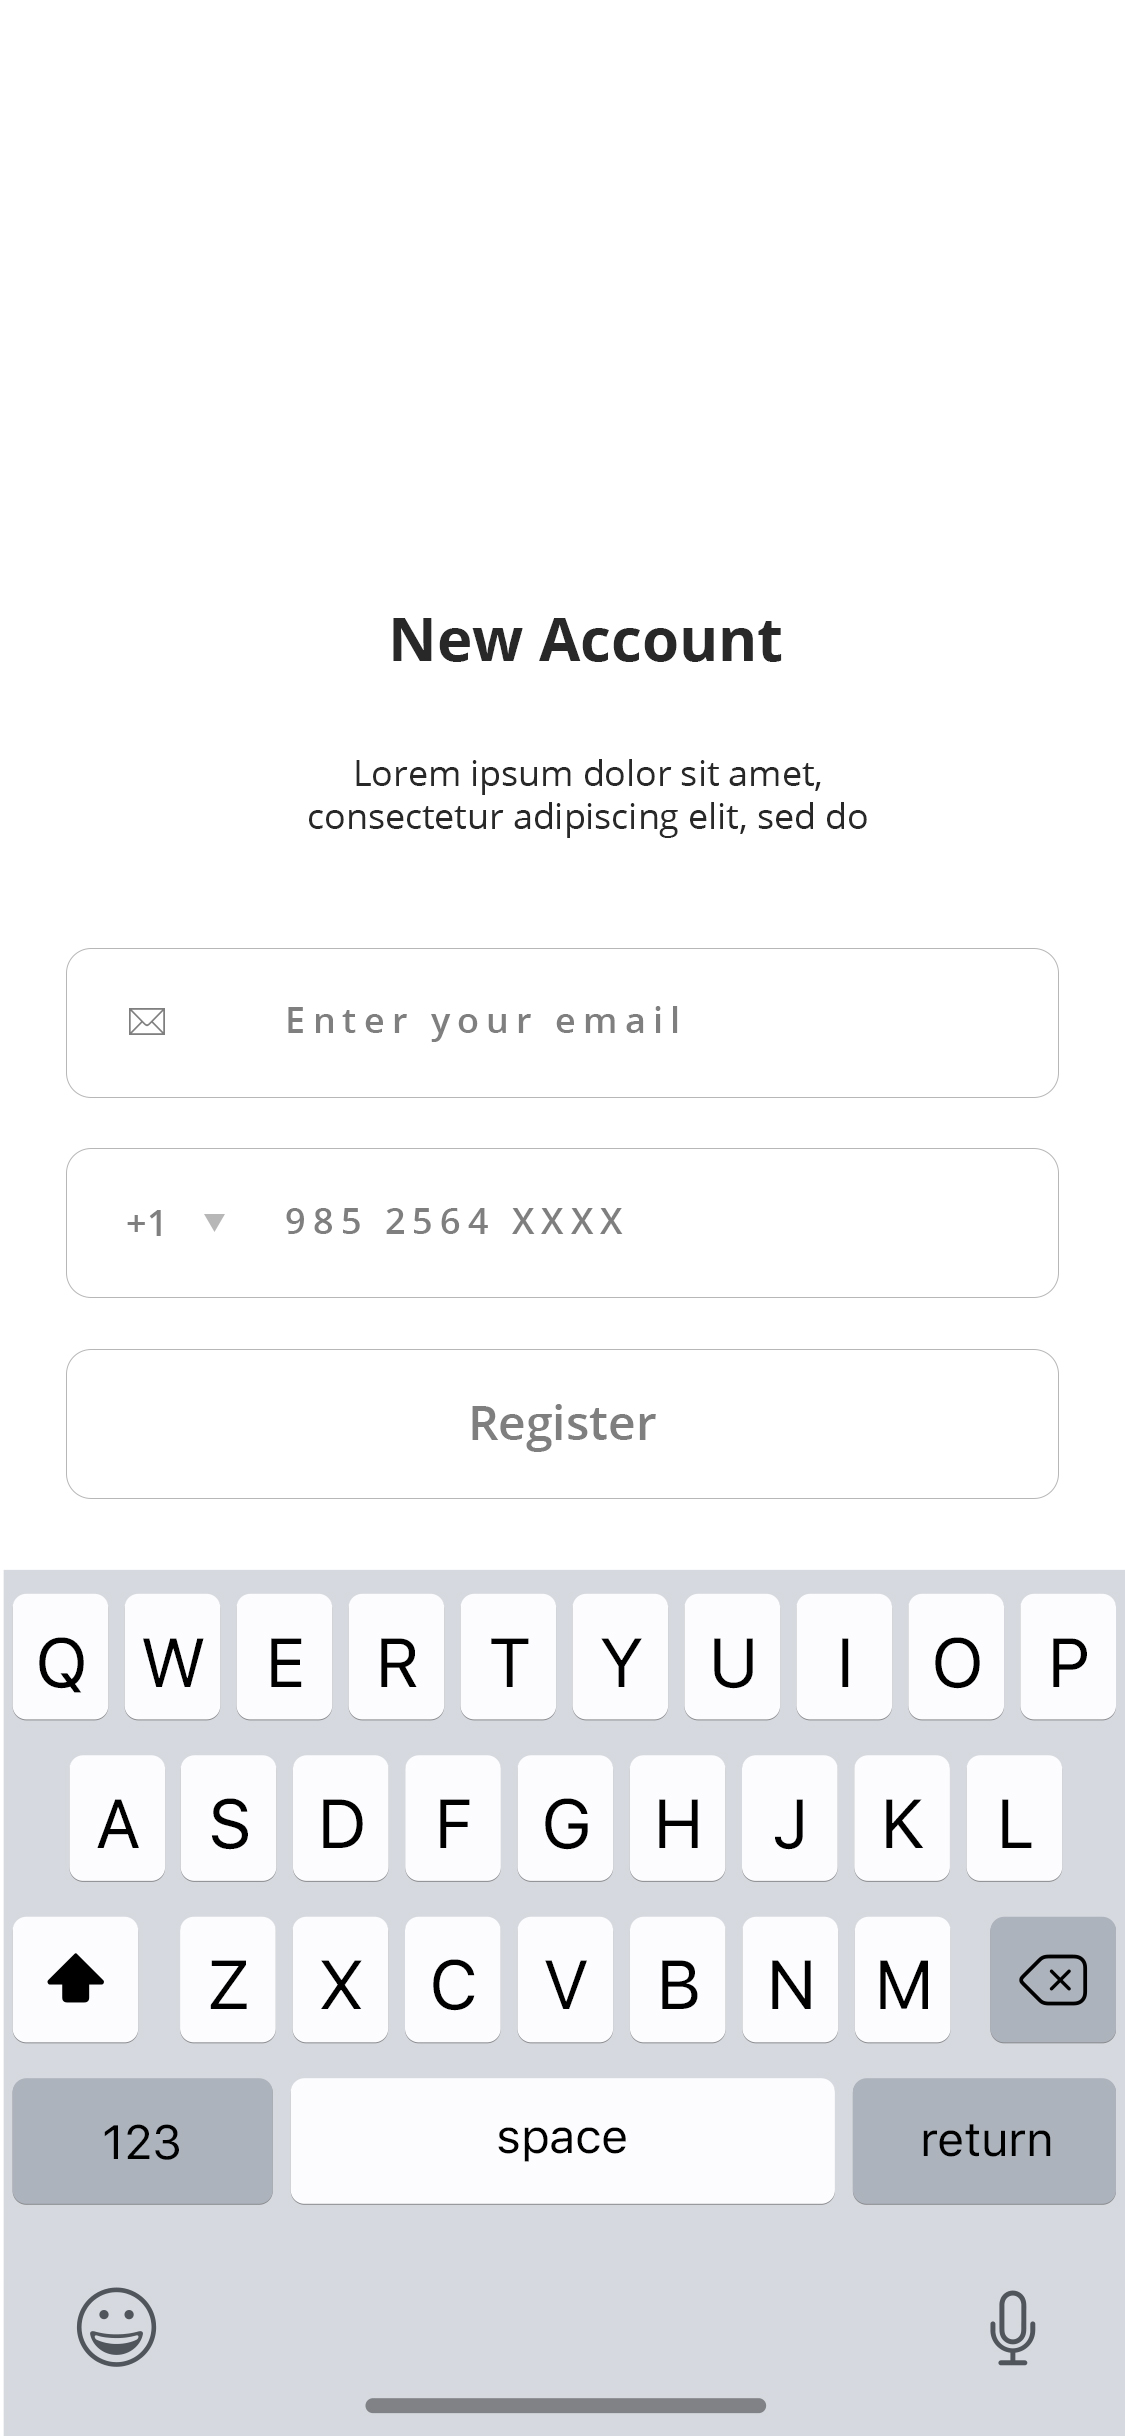 New Account
Lorem ipsum dolor sit amet,
consectetur adipiscing elit, sed do
Enter your email
+1 985 2564 XXXX
Register
Q W E R T Y U I O P
A S D F G H J K L
Z X C V B N M
123 space return